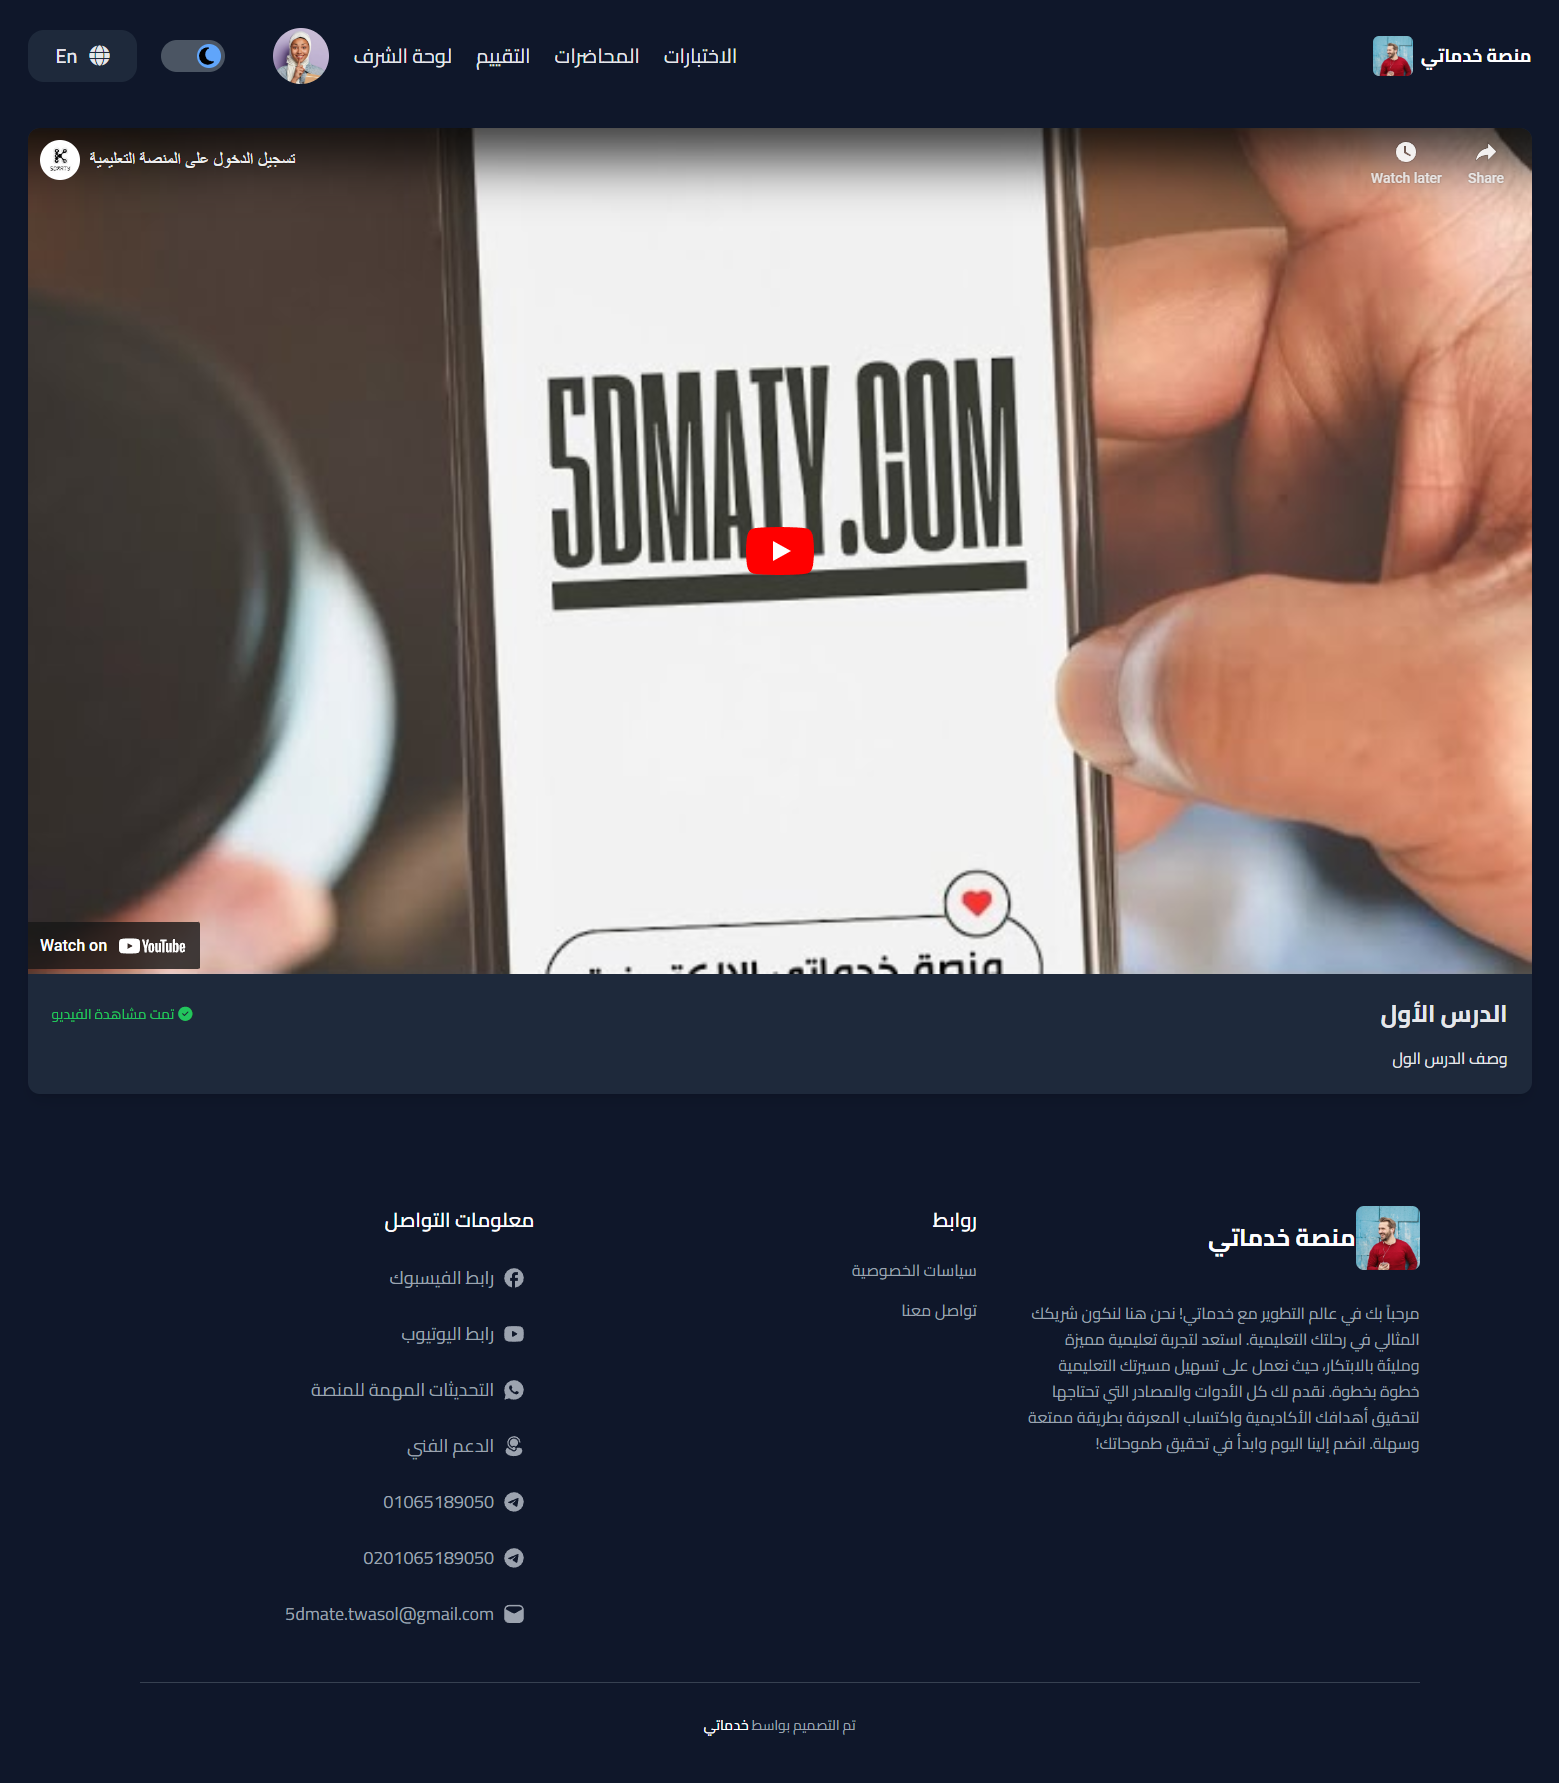 منصة خدماتي
الاختبارات
المحاضرات
التقييم
لوحة الشرف
En
تسجيل الدخول على المنصة التعليمية
Watch later
Share
5DMATY.COM
Watch on YouTube
الدرس الأول
تمت مشاهدة الفيديو
وصف الدرس الول
منصة خدماتي
مرحباً بك في عالم التطوير مع خدماتي! نحن هنا لنكون شريكك
المثالي في رحلتك التعليمية. استعد لتجربة تعليمية مميزة
ومليئة بالابتكار، حيث نعمل على تسهيل مسيرتك التعليمية
خطوة بخطوة. نقدم لك كل الأدوات والمصادر التي تحتاجها
لتحقيق أهدافك الأكاديمية واكتساب المعرفة بطريقة ممتعة
وسهلة. انضم إلينا اليوم وابدأ في تحقيق طموحاتك!
روابط
سياسات الخصوصية
تواصل معنا
معلومات التواصل
رابط الفيسبوك
رابط اليوتيوب
التحديثات المهمة للمنصة
الدعم الفني
01065189050
0201065189050
5dmate.twasol@gmail.com
تم التصميم بواسط خدماتي